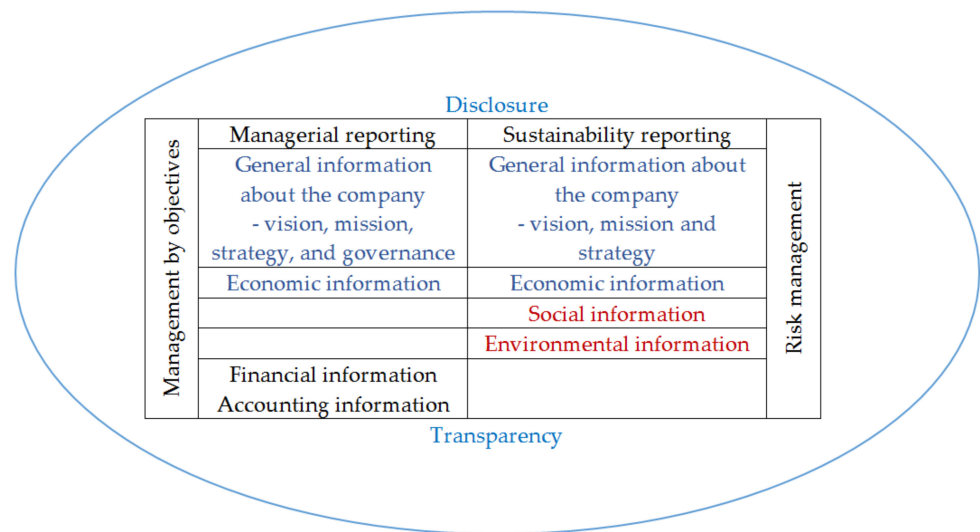 Disclosure
Management by objectives
Managerial reporting
Sustainability reporting
General information
about the company
- vision, mission,
strategy, and governance
General information about
the company
- vision, mission and
strategy
Economic information
Economic information
Social information
Environmental information
Financial information
Accounting information
Risk management
Transparency